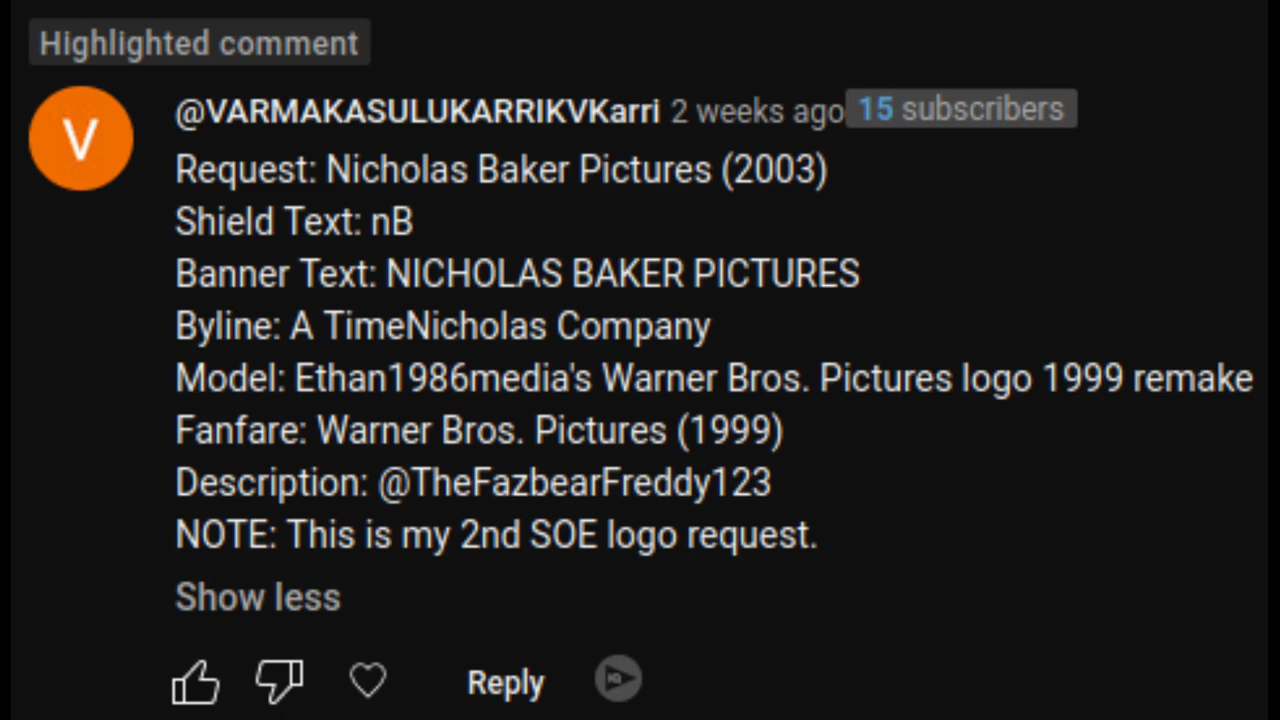 Highlighted comment
V
@VARMAKASULUKARRIKVKarri 2 weeks ago 15 subscribers
Request: Nicholas Baker Pictures (2003)
Shield Text: nB
Banner Text: NICHOLAS BAKER PICTURES
Byline: A TimeNicholas Company
Model: Ethan1986media's Warner Bros. Pictures logo 1999 remake
Fanfare: Warner Bros. Pictures (1999)
Description: @TheFazbearFreddy123
NOTE: This is my 2nd SOE logo request.
Show less
Reply